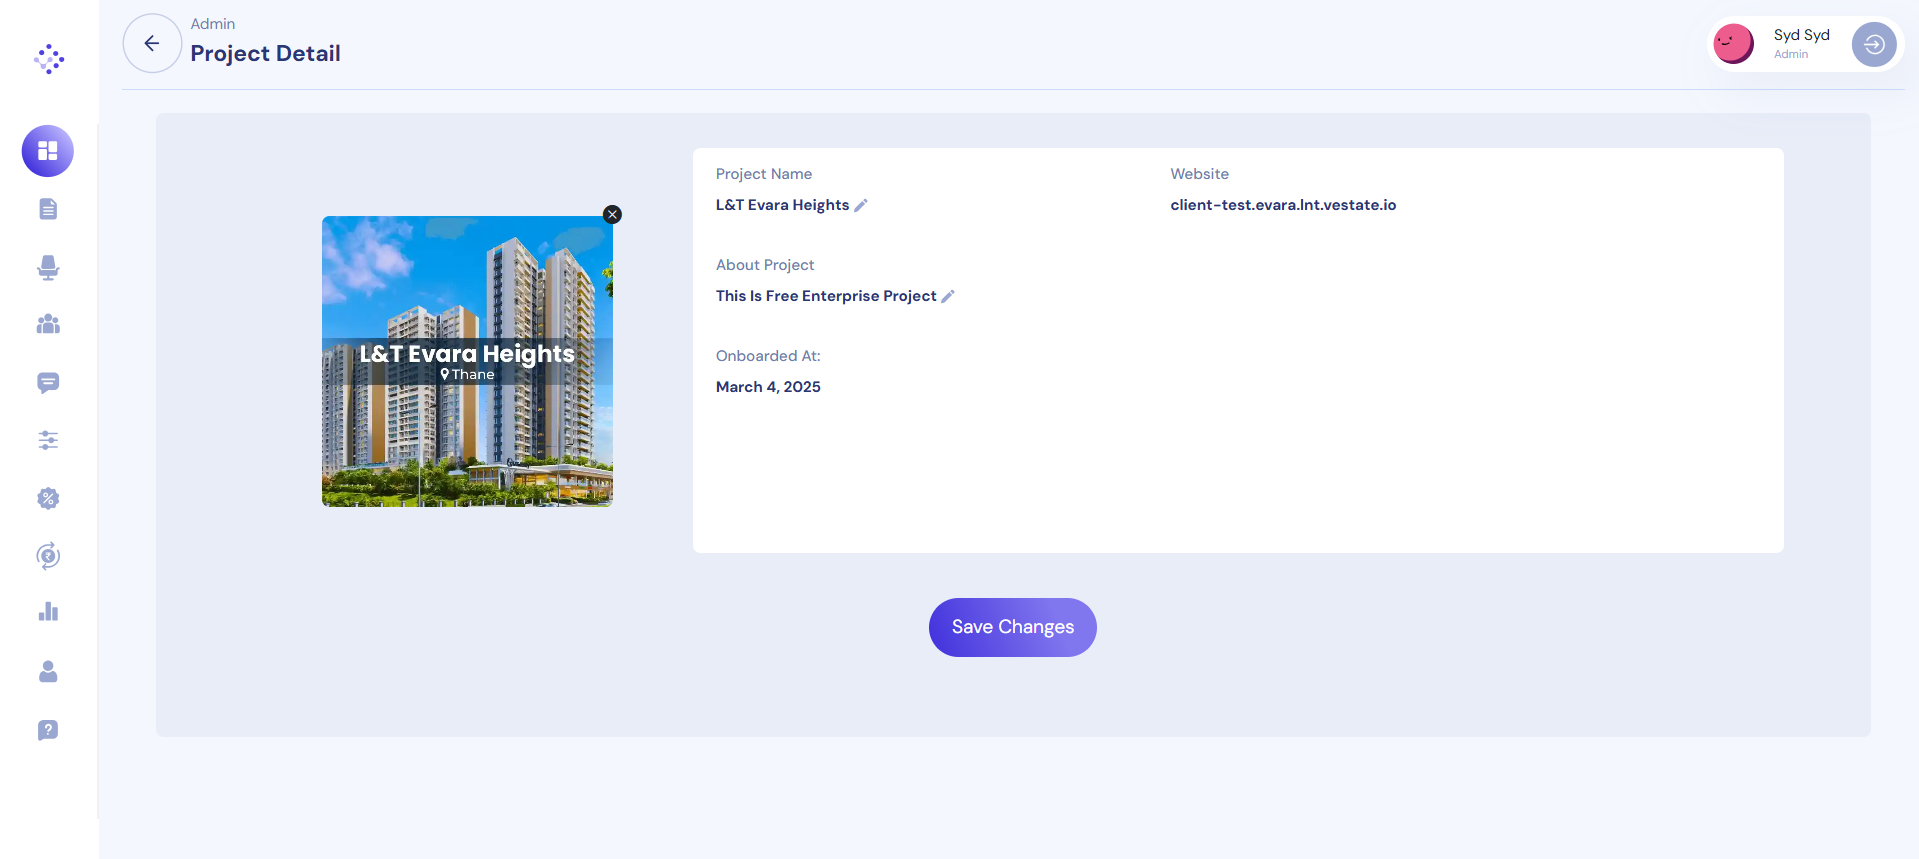 Admin
Project Detail
Syd Syd
Admin
Project Name
L&T Evara Heights
Website
client-test.evara.lnt.vestate.io
About Project
This Is Free Enterprise Project
Onboarded At:
March 4, 2025
L&T Evara Heights
Thane
Save Changes